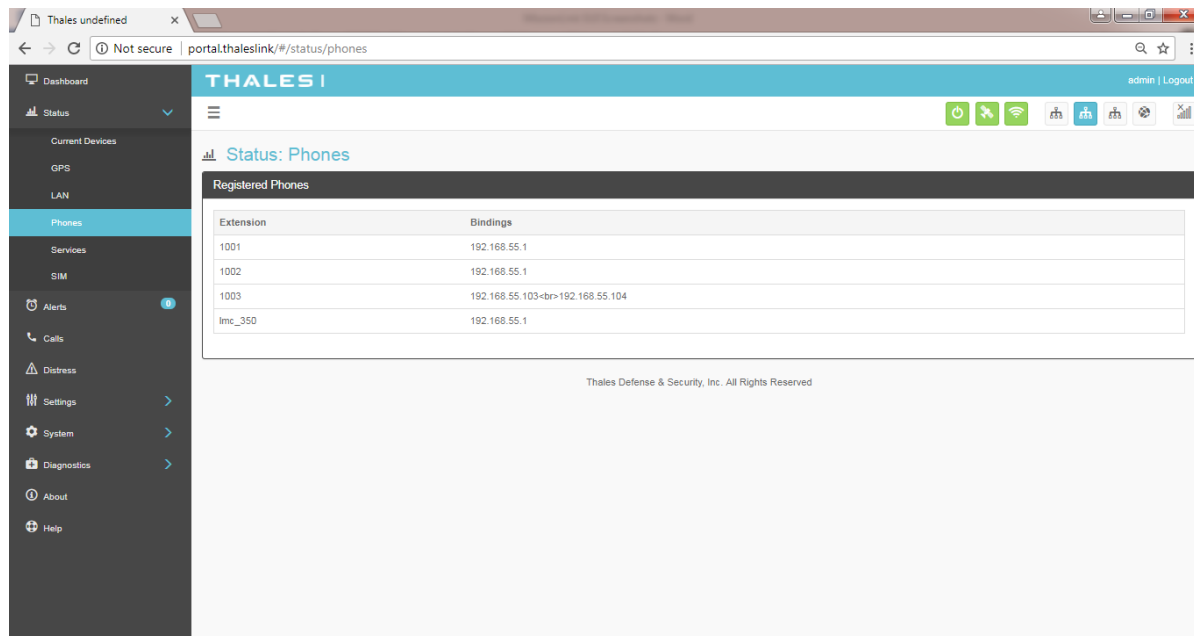 Thales undefined
Not secure | portal.thaleslink/#/status/phones
Dashboard
THALES
admin | Logout
Status
Current Devices
GPS
LAN
Phones
Services
SIM
Alerts 0
Calls
Distress
Settings
System
Diagnostics
About
Help
Status: Phones
Registered Phones
Extension Bindings
1001 192.168.55.1
1002 192.168.55.1
1003 192.168.55.103<br>192.168.55.104
lmc_350 192.168.55.1
Thales Defense & Security, Inc. All Rights Reserved